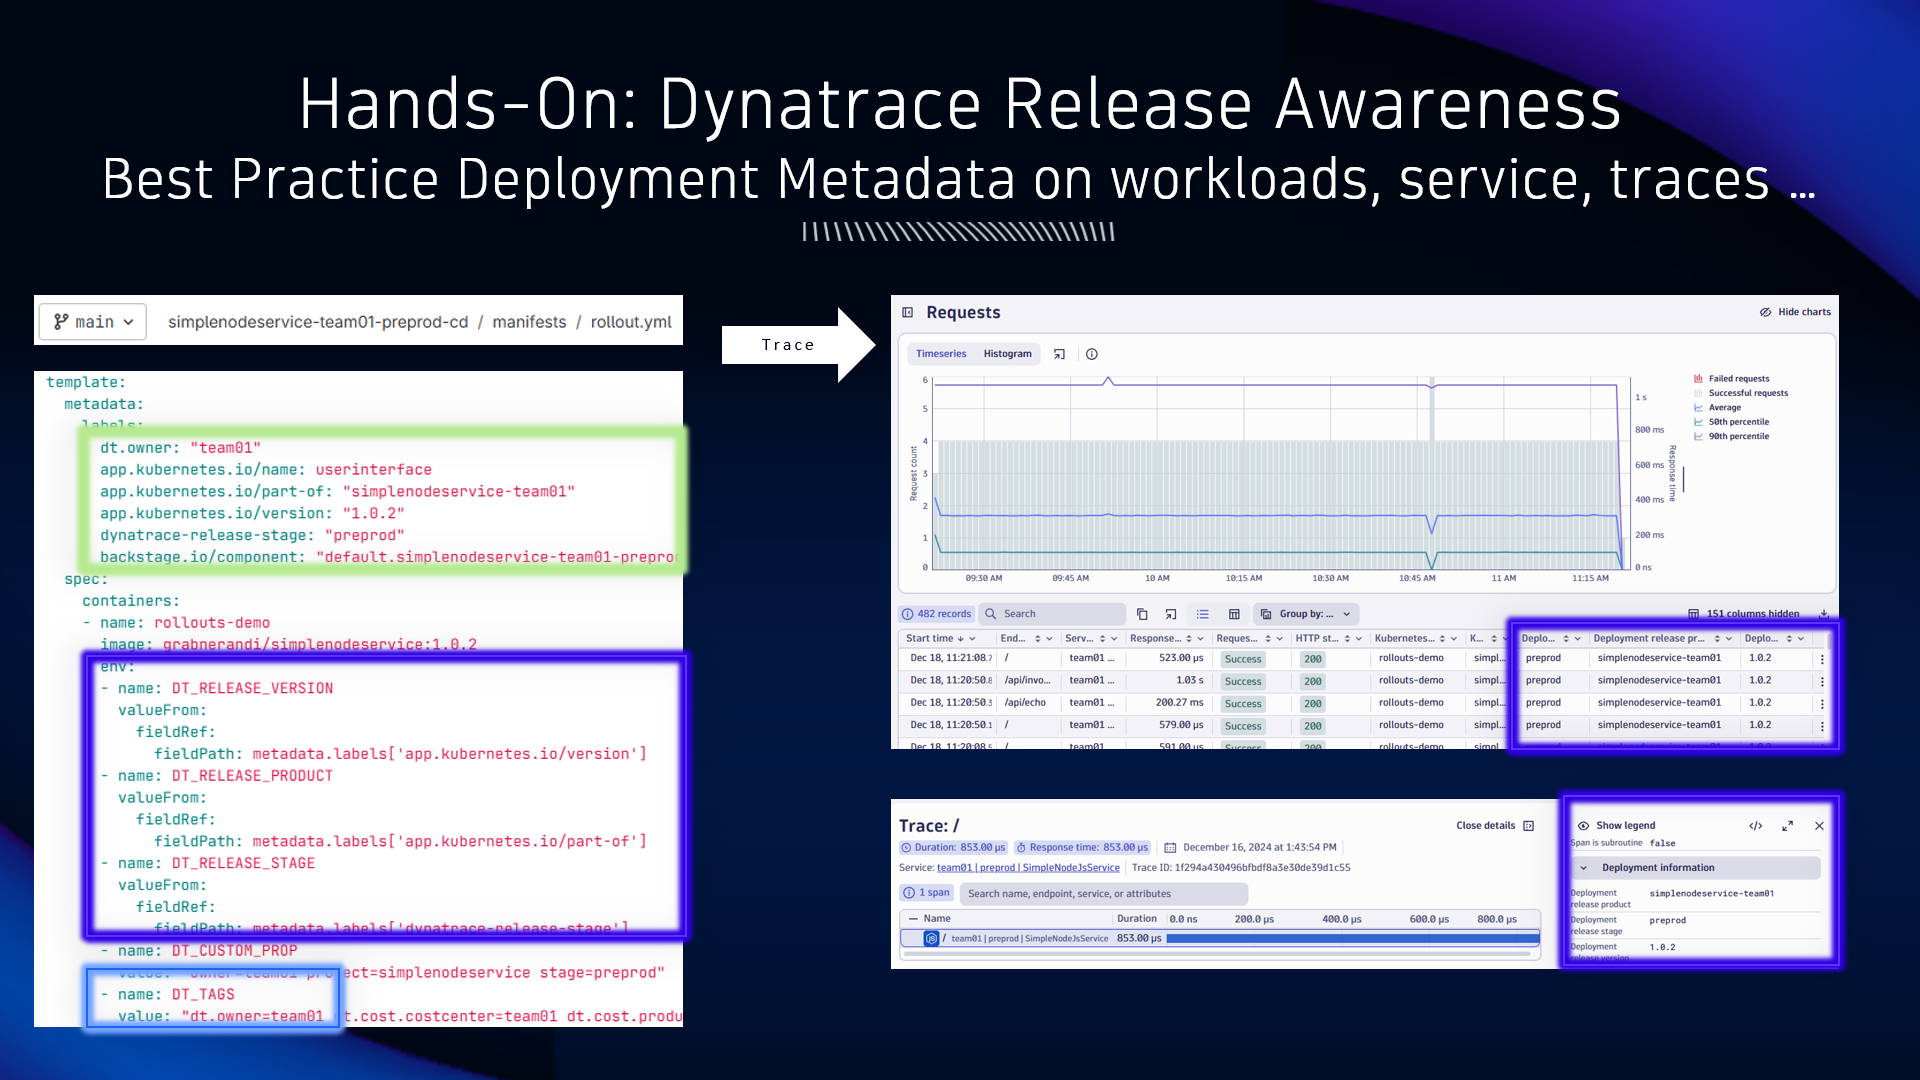 Hands-On: Dynatrace Release Awareness
Best Practice Deployment Metadata on workloads, service, traces ...
main simplenodeservice-team01-preprod-cd / manifests / rollout.yml
template:
metadata:
labels:
dt.owner: "team01"
app.kubernetes.io/name: userinterface
app.kubernetes.io/part-of: "simplenodeservice-team01"
app.kubernetes.io/version: "1.0.2"
dynatrace-release-stage: "preprod"
backstage.io/component: "default.simplenodeservice-team01-preprod
spec:
containers:
- name: rollouts-demo
image: grabnerandi/simplenodeservice:1.0.2
env:
- name: DT_RELEASE_VERSION
valueFrom:
fieldRef:
fieldPath: metadata.labels['app.kubernetes.io/version']
- name: DT_RELEASE_PRODUCT
valueFrom:
fieldRef:
fieldPath: metadata.labels['app.kubernetes.io/part-of']
- name: DT_RELEASE_STAGE
valueFrom:
fieldRef:
fieldPath: metadata.labels['dynatrace-release-stage']
- name: DT_CUSTOM_PROP
value: "owner=team01 project=simplenodeservice stage=preprod"
- name: DT_TAGS
value: "dt.owner=team01 dt.cost.costcenter=team01 dt.cost.produ
Trace
Requests
Hide charts
Timeseries Histogram
6
5
4
3
2
1
0
Request count
1 s
800 ms
600 ms
400 ms
200 ms
0 ns
Response time
09:30 AM 09:45 AM 10 AM 10:15 AM 10:30 AM 10:45 AM 11 AM 11:15 AM
Failed requests
Successful requests
Average
50th percentile
90th percentile
482 records Search Group by: ... 151 columns hidden
Start time End... Serv... Response... Reques... HTTP st... Kubernetes... K... Deplo... Deployment release pr... Deplo...
Dec 18, 11:21:08.7 / team01 ... 523.00 µs Success 200 rollouts-demo simpl... preprod simplenodeservice-team01 1.0.2
Dec 18, 11:20:50.8 /api/invo... team01 ... 1.03 s Success 200 rollouts-demo simpl... preprod simplenodeservice-team01 1.0.2
Dec 18, 11:20:50.3 /api/echo team01 ... 200.27 ms Success 200 rollouts-demo simpl... preprod simplenodeservice-team01 1.0.2
Dec 18, 11:20:50.1 / team01 ... 579.00 µs Success 200 rollouts-demo simpl... preprod simplenodeservice-team01 1.0.2
Dec 18, 11:20:08.5 / team01 591.00 µs Success 200 rollouts-demo simpl... preprod simplenodeservice-team01 1.0.2
Trace: /
Close details
Duration: 853.00 µs Response time: 853.00 µs December 16, 2024 at 1:43:54 PM
Service: team01 | preprod | SimpleNodeJsService Trace ID: 1f294a430496bfbdf8a3e30de39d1c55
1 span Search name, endpoint, service, or attributes
Name Duration 0.0 ns 200.0 µs 400.0 µs 600.0 µs 800.0 µs
/ team01 | preprod | SimpleNodeJsService 853.00 µs
Show legend
Span is subroutine false
Deployment information
Deployment release product simplenodeservice-team01
Deployment release stage preprod
Deployment release version 1.0.2